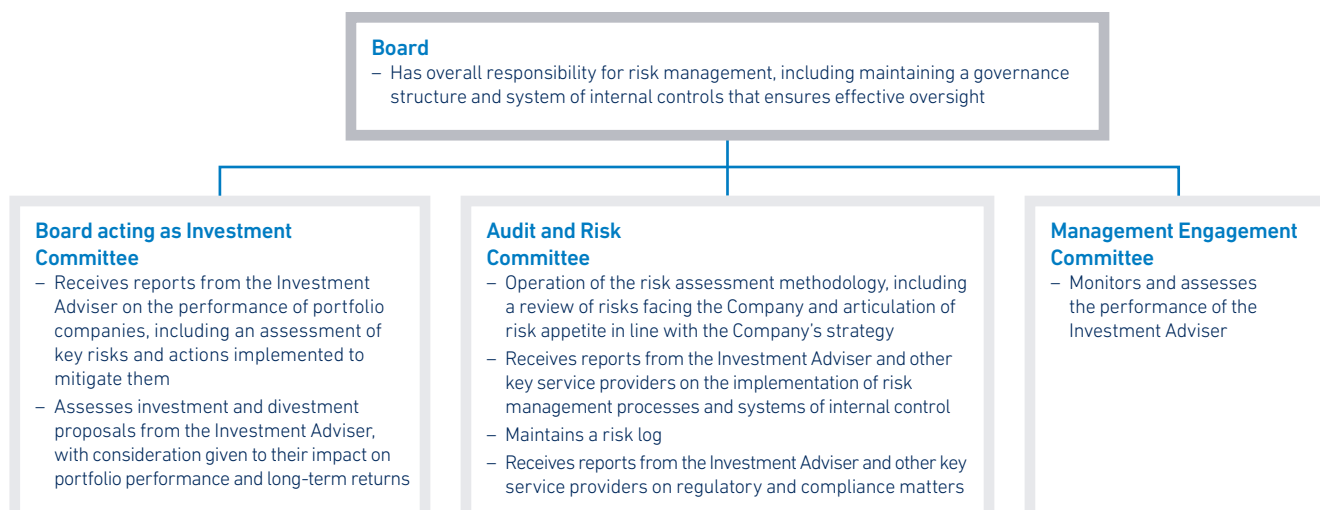 Board
– Has overall responsibility for risk management, including maintaining a governance
structure and system of internal controls that ensures effective oversight
Board acting as Investment
Committee
– Receives reports from the Investment
Adviser on the performance of portfolio
companies, including an assessment of
key risks and actions implemented to
mitigate them
– Assesses investment and divestment
proposals from the Investment Adviser,
with consideration given to their impact on
portfolio performance and long-term returns
Audit and Risk
Committee
– Operation of the risk assessment methodology, including
a review of risks facing the Company and articulation of
risk appetite in line with the Company’s strategy
– Receives reports from the Investment Adviser and other
key service providers on the implementation of risk
management processes and systems of internal control
– Maintains a risk log
– Receives reports from the Investment Adviser and other key
service providers on regulatory and compliance matters
Management Engagement
Committee
– Monitors and assesses
the performance of the
Investment Adviser